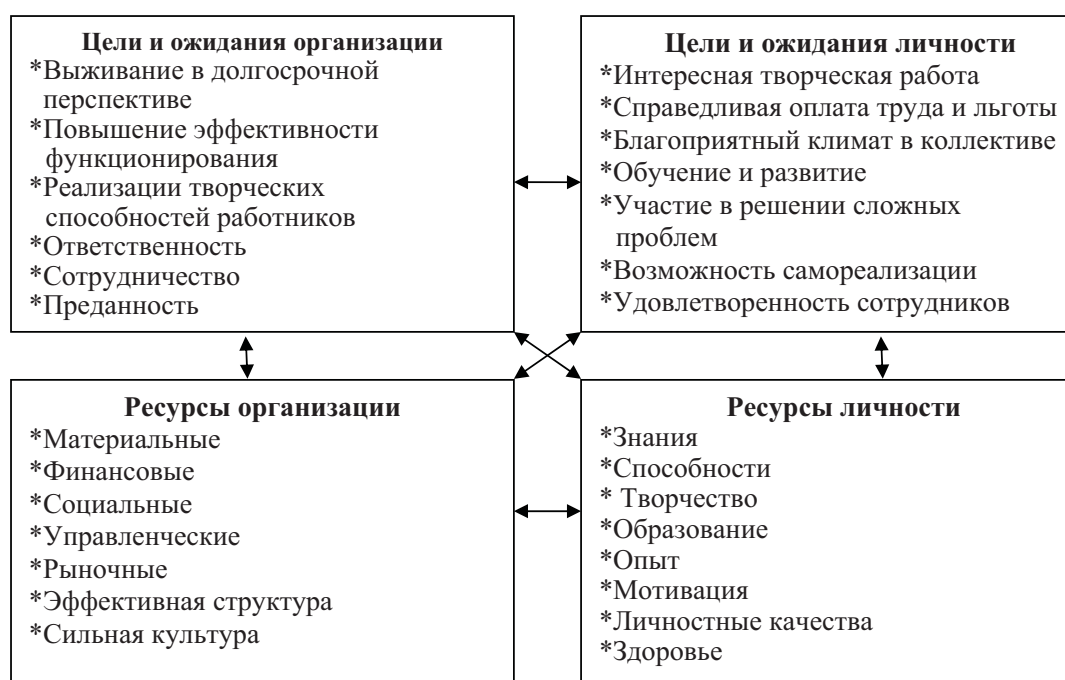 Цели и ожидания организации
*Выживание в долгосрочной
перспективе
*Повышение эффективности
функционирования
*Реализации творческих
способностей работников
*Ответственность
*Сотрудничество
*Преданность
Цели и ожидания личности
*Интересная творческая работа
*Справедливая оплата труда и льготы
*Благоприятный климат в коллективе
*Обучение и развитие
*Участие в решении сложных
проблем
*Возможность самореализации
*Удовлетворенность сотрудников
Ресурсы организации
*Материальные
*Финансовые
*Социальные
*Управленческие
*Рыночные
*Эффективная структура
*Сильная культура
Ресурсы личности
*Знания
*Способности
* Творчество
*Образование
*Опыт
*Мотивация
*Личностные качества
*Здоровье